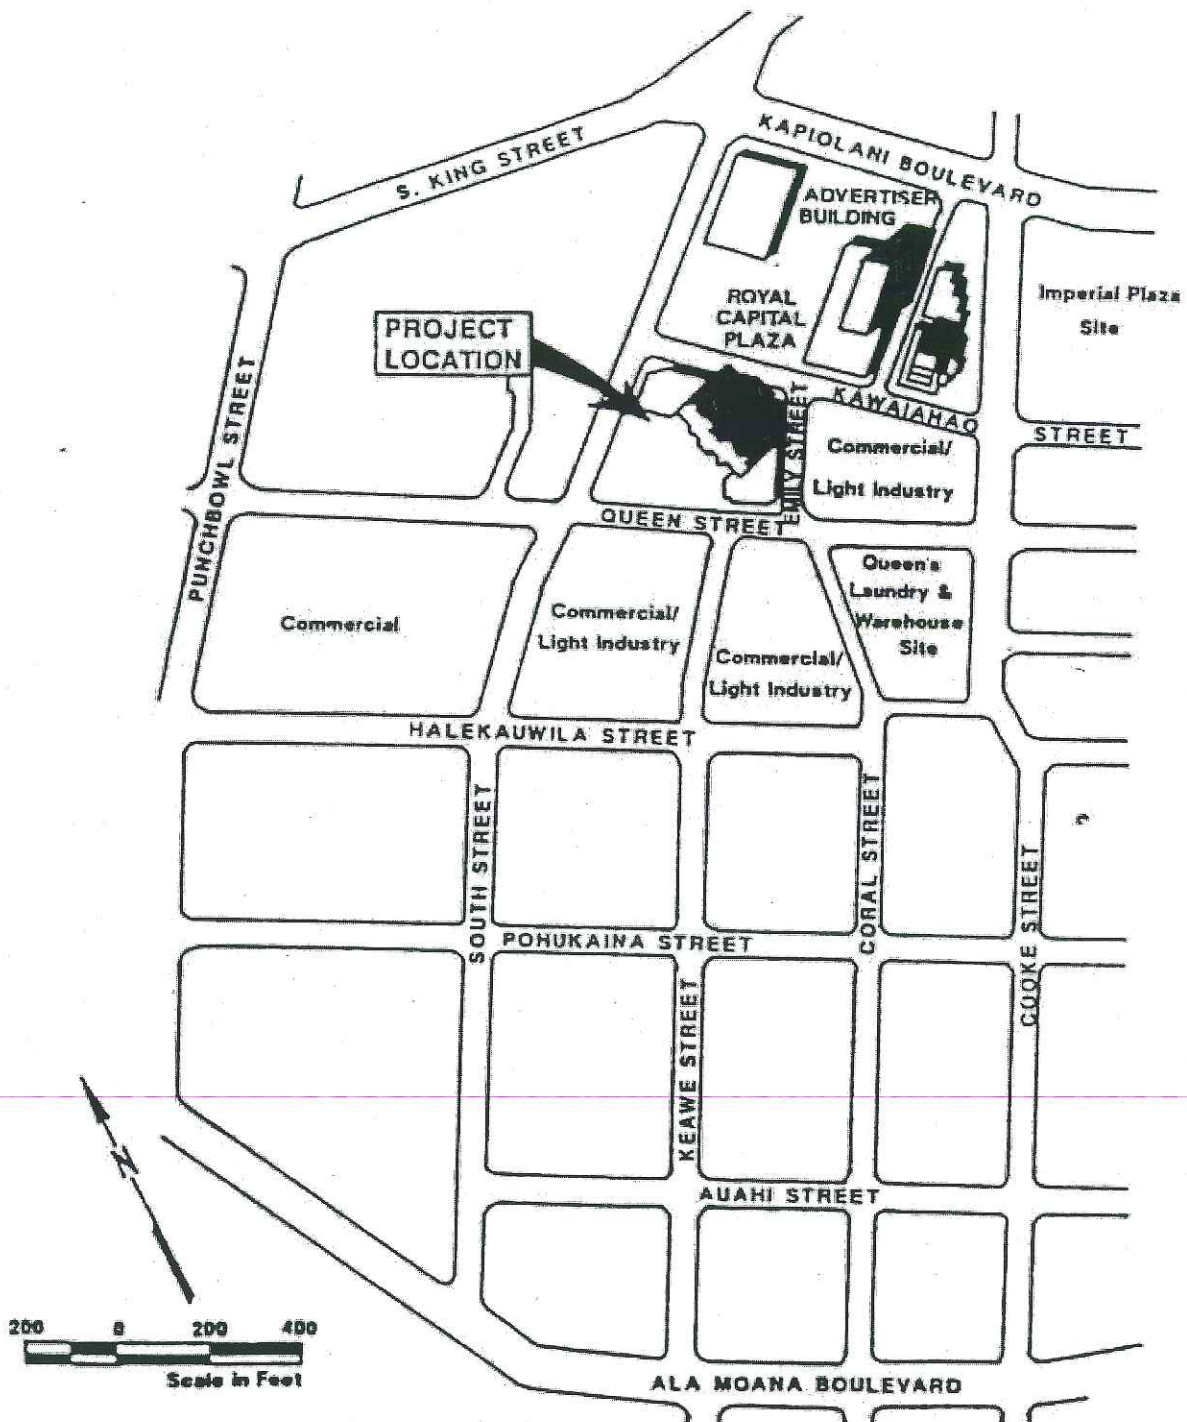 KAPIOLANI BOULEVARD
S. KING STREET
ADVERTISER
BUILDING
ROYAL
CAPITAL
PLAZA
Imperial Plaza
Site
PROJECT
LOCATION
PUNCHBOWL STREET
EMILY STREET
KAWAIAHAO
STREET
Commercial/
Light Industry
QUEEN STREET
Queen's
Laundry &
Warehouse
Site
Commercial
Commercial/
Light Industry
Commercial/
Light Industry
HALEKAUWILA STREET
SOUTH STREET
CORAL STREET
COOKE STREET
POHUKAINA STREET
KEAWE STREET
N
AUAHI STREET
200 0 200 400
Scale in Feet
ALA MOANA BOULEVARD